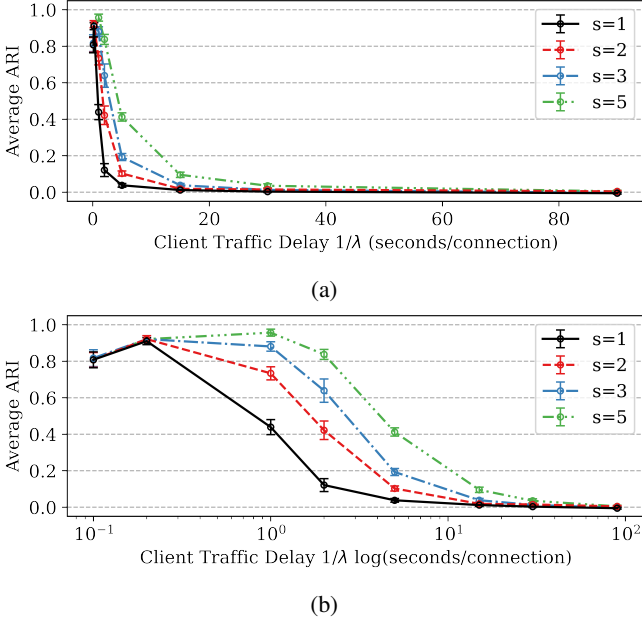 1.0
0.8
0.6
0.4
0.2
0.0
Average ARI
s=1
s=2
s=3
s=5
0 20 40 60 80
Client Traffic Delay 1/λ (seconds/connection)
(a)
1.0
0.8
0.6
0.4
0.2
0.0
Average ARI
s=1
s=2
s=3
s=5
10⁻¹ 10⁰ 10¹ 10²
Client Traffic Delay 1/λ log(seconds/connection)
(b)